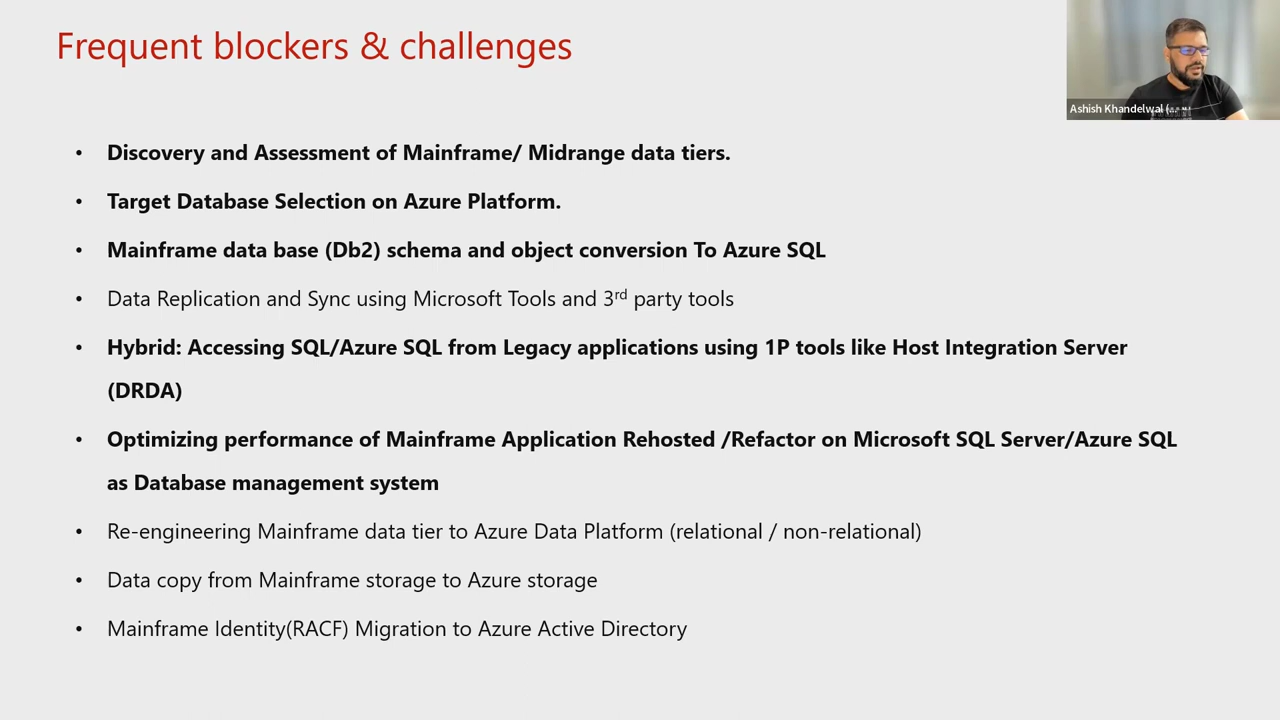 Frequent blockers & challenges
Ashish Khandelwal (...
• Discovery and Assessment of Mainframe/ Midrange data tiers.
• Target Database Selection on Azure Platform.
• Mainframe data base (Db2) schema and object conversion To Azure SQL
• Data Replication and Sync using Microsoft Tools and 3rd party tools
• Hybrid: Accessing SQL/Azure SQL from Legacy applications using 1P tools like Host Integration Server
(DRDA)
• Optimizing performance of Mainframe Application Rehosted /Refactor on Microsoft SQL Server/Azure SQL
as Database management system
• Re-engineering Mainframe data tier to Azure Data Platform (relational / non-relational)
• Data copy from Mainframe storage to Azure storage
• Mainframe Identity(RACF) Migration to Azure Active Directory